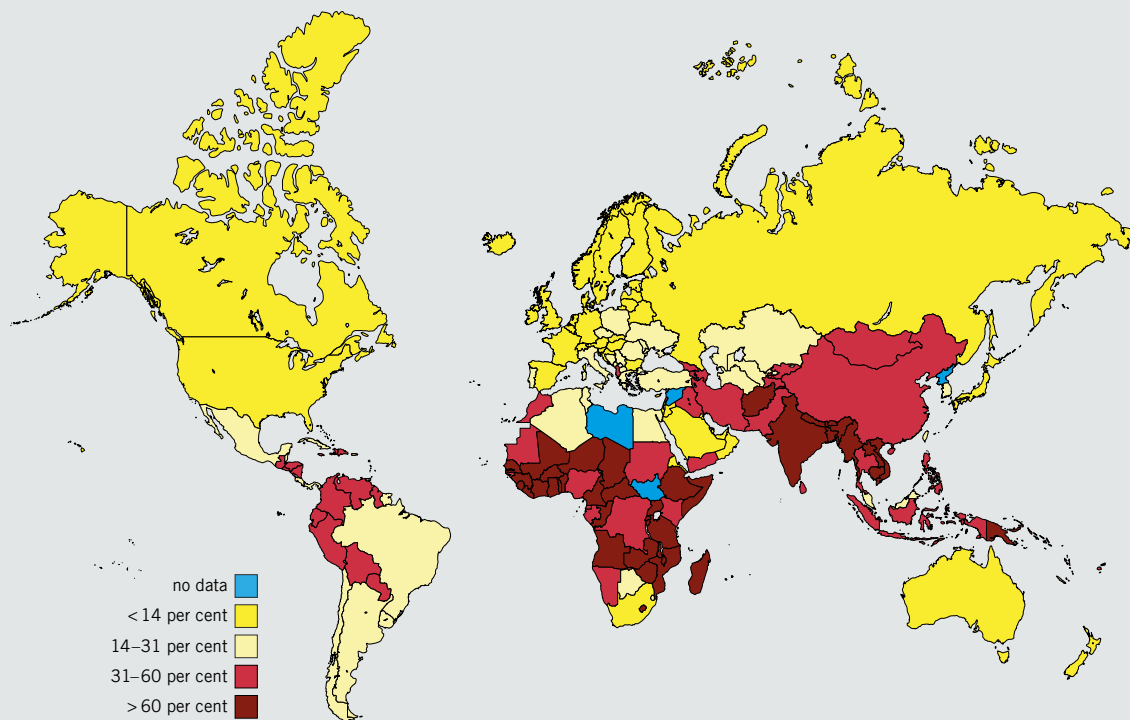 no data
< 14 per cent
14–31 per cent
31–60 per cent
> 60 per cent